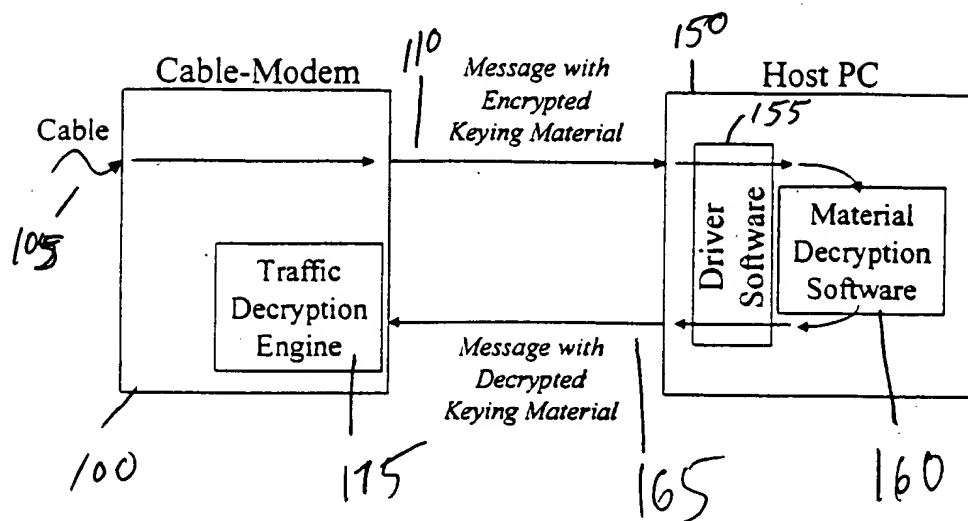 150
110
Cable-Modem
Message with
Encrypted
Keying Material
Host PC
155
Cable
105
Driver
Software
Material
Decryption
Software
Traffic
Decryption
Engine
Message with
Decrypted
Keying Material
100
175
165
160